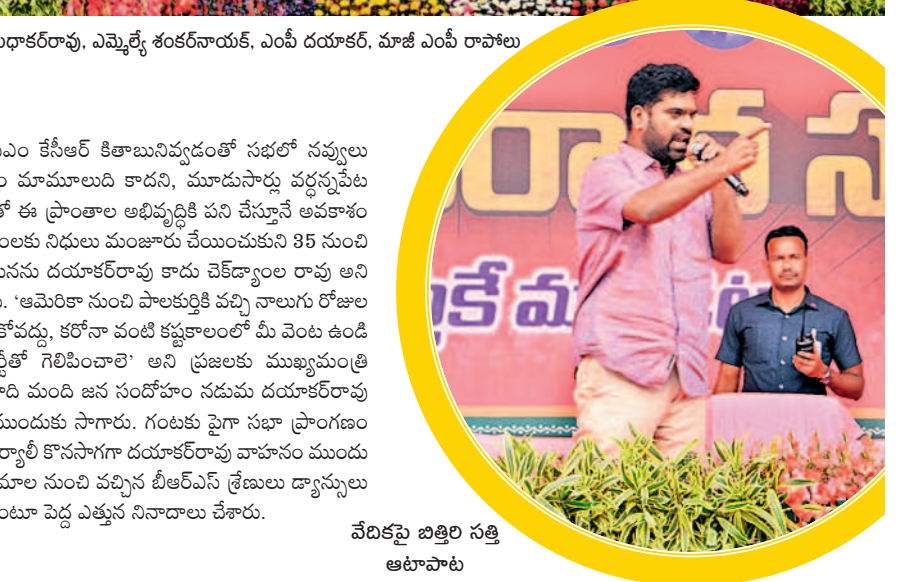 ధాకర్‌రావు, ఎమ్మెల్యే శంకర్‌నాయక్, ఎంపీ దయాకర్, మాజీ ఎంపీ రాపోలు
సీఎం కేసీఆర్ కితాబునివ్వడంతో సభలో నవ్వులు
మామూలుది కాదని, మూడుసార్లు వర్ధన్నపేట
తో ఈ ప్రాంతాల అభివృద్ధికి పని చేస్తూనే అవకాశం
ంలకు నిధులు మంజూరు చేయించుకుని 35 నుంచి
దయాకర్‌రావు కాదు చెక్‌డ్యాంల రావు అని
. ‘ఆమెరికా నుంచి పాలకుర్తికి వచ్చి నాలుగు రోజుల
కోవద్దు, కరోనా వంటి కష్టకాలంలో మీ వెంట ఉండి
ర్టీతో గెలిపించాలె’ అని ప్రజలకు ముఖ్యమంత్రి
మంది జన సందోహం నడుమ దయాకర్‌రావు
ముందుకు సాగారు. గంటకు పైగా సభా ప్రాంగణం
ర్యాలీ కొనసాగగా దయాకర్‌రావు వాహనం ముందు
నుంచి వచ్చిన బీఆర్ఎస్ శ్రేణులు డ్యాన్సులు
ంటూ పెద్ద ఎత్తున నినాదాలు చేశారు.
వేదికపై బిత్తిరి సత్తి
ఆటాపాట